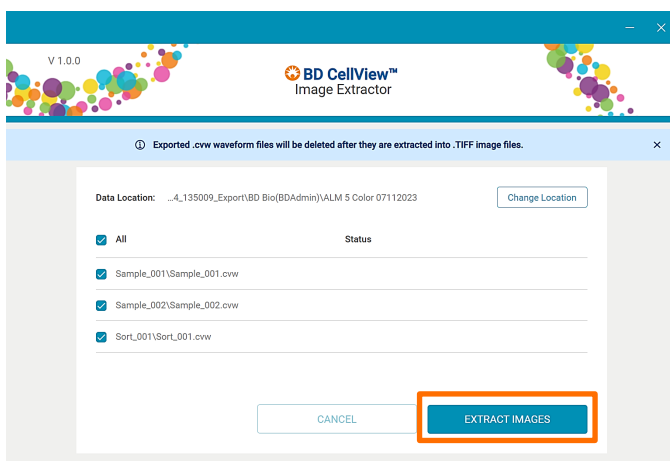 V 1.0.0
BD CellView™
Image Extractor
Exported .cvw waveform files will be deleted after they are extracted into .TIFF image files.
Data Location: ...4_135009_Export\BD Bio(BDAdmin)\ALM 5 Color 07112023
Change Location
All Status
Sample_001\Sample_001.cvw
Sample_002\Sample_002.cvw
Sort_001\Sort_001.cvw
CANCEL
EXTRACT IMAGES